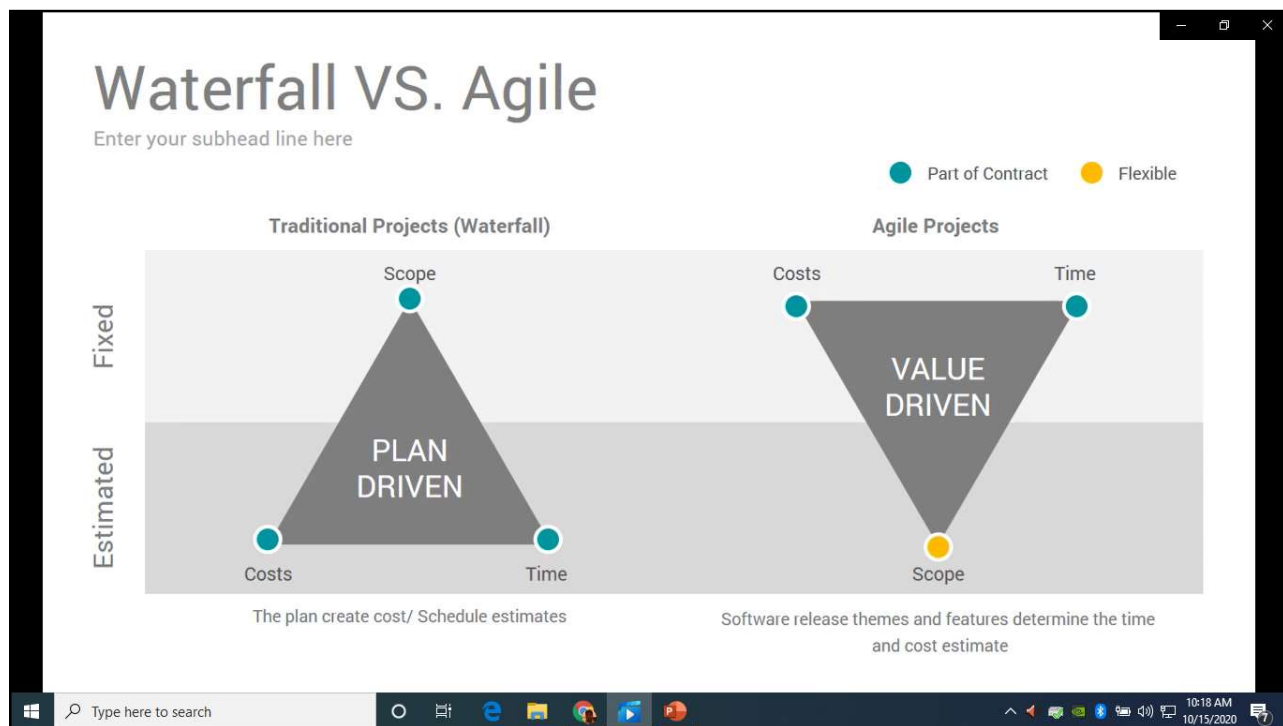 Waterfall VS. Agile
Enter your subhead line here
Part of Contract
Flexible
Traditional Projects (Waterfall)
Agile Projects
Fixed
Estimated
Scope
PLAN
DRIVEN
Costs
Time
Costs
Time
VALUE
DRIVEN
Scope
The plan create cost/ Schedule estimates
Software release themes and features determine the time
and cost estimate
Type here to search
10:18 AM
10/15/2020